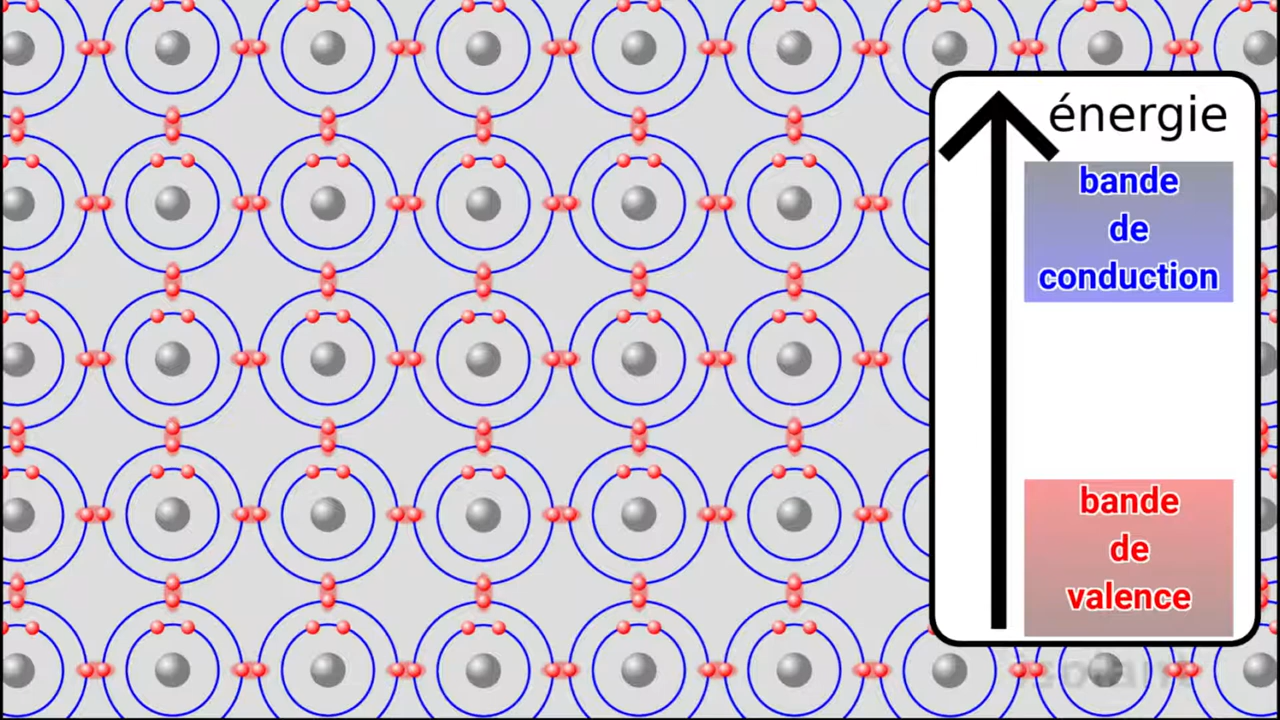 énergie
bande
de
conduction
bande
de
valence